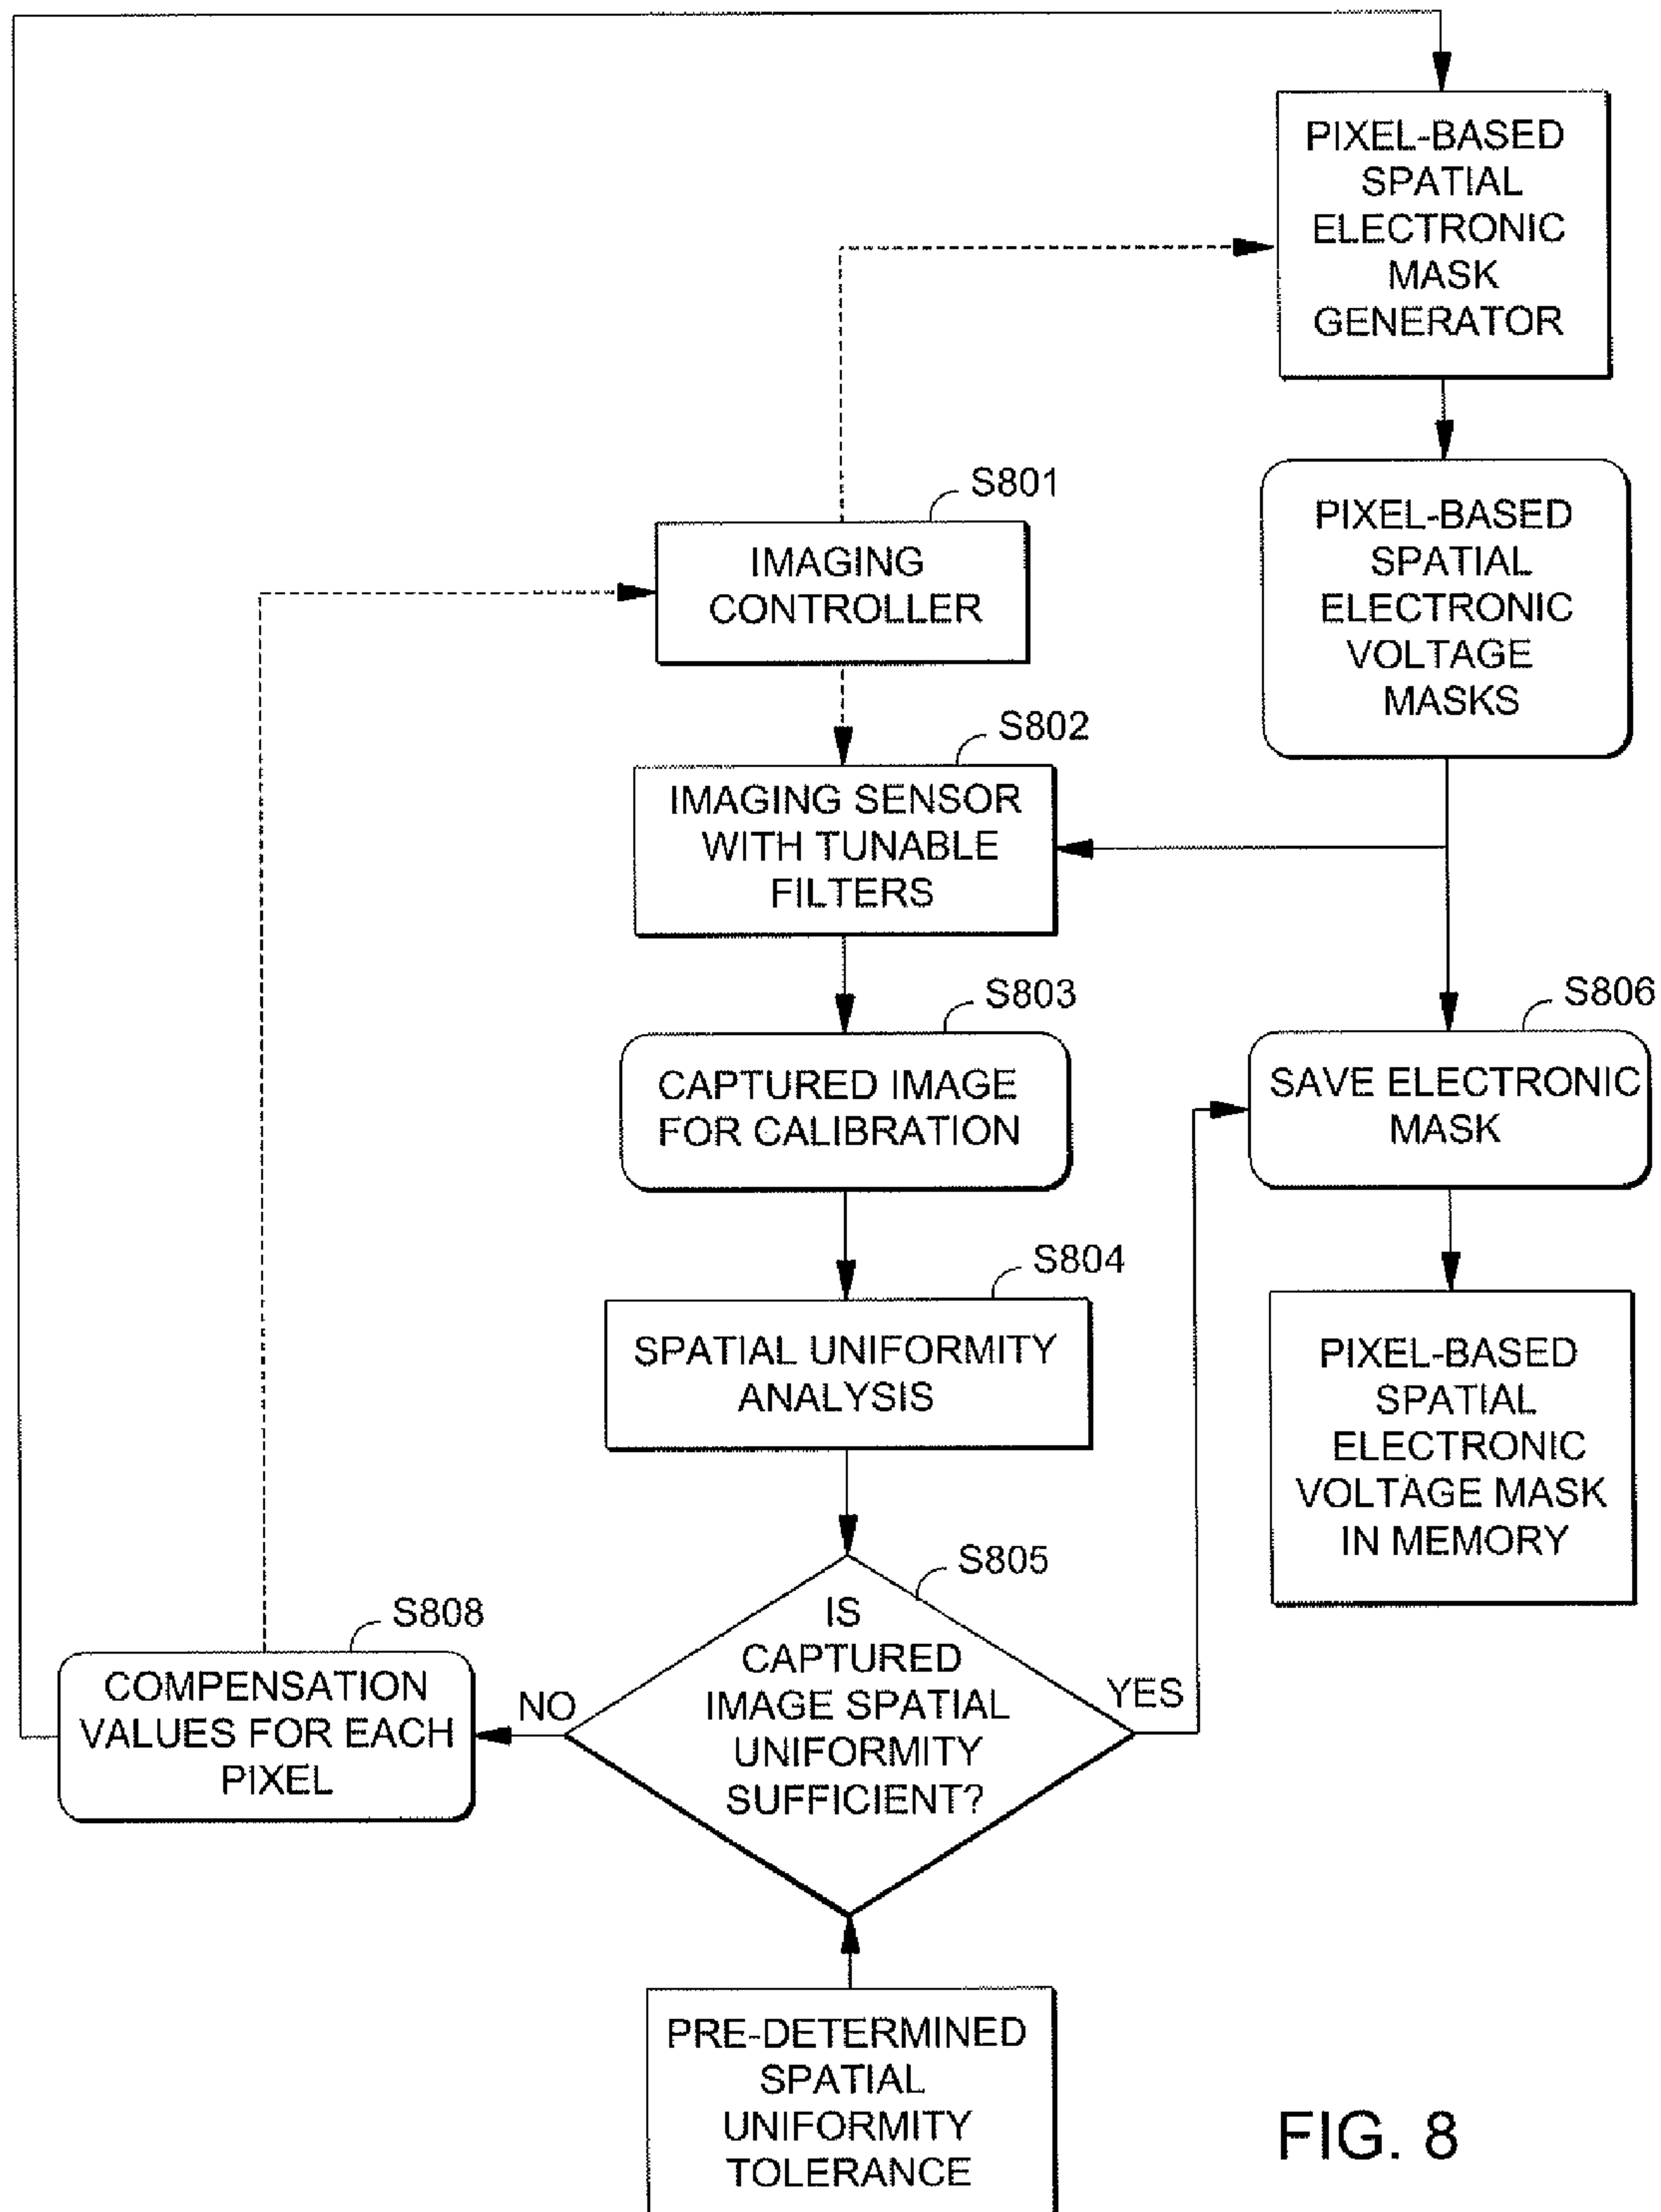 PIXEL-BASED
SPATIAL
ELECTRONIC
MASK
GENERATOR
PIXEL-BASED
SPATIAL
ELECTRONIC
VOLTAGE
MASKS
S801
IMAGING
CONTROLLER
S802
IMAGING SENSOR
WITH TUNABLE
FILTERS
S803
CAPTURED IMAGE
FOR CALIBRATION
S806
SAVE ELECTRONIC
MASK
S804
SPATIAL UNIFORMITY
ANALYSIS
PIXEL-BASED
SPATIAL
ELECTRONIC
VOLTAGE MASK
IN MEMORY
S805
IS
CAPTURED
IMAGE SPATIAL
UNIFORMITY
SUFFICIENT?
YES
NO
S808
COMPENSATION
VALUES FOR EACH
PIXEL
PRE-DETERMINED
SPATIAL
UNIFORMITY
TOLERANCE
FIG. 8